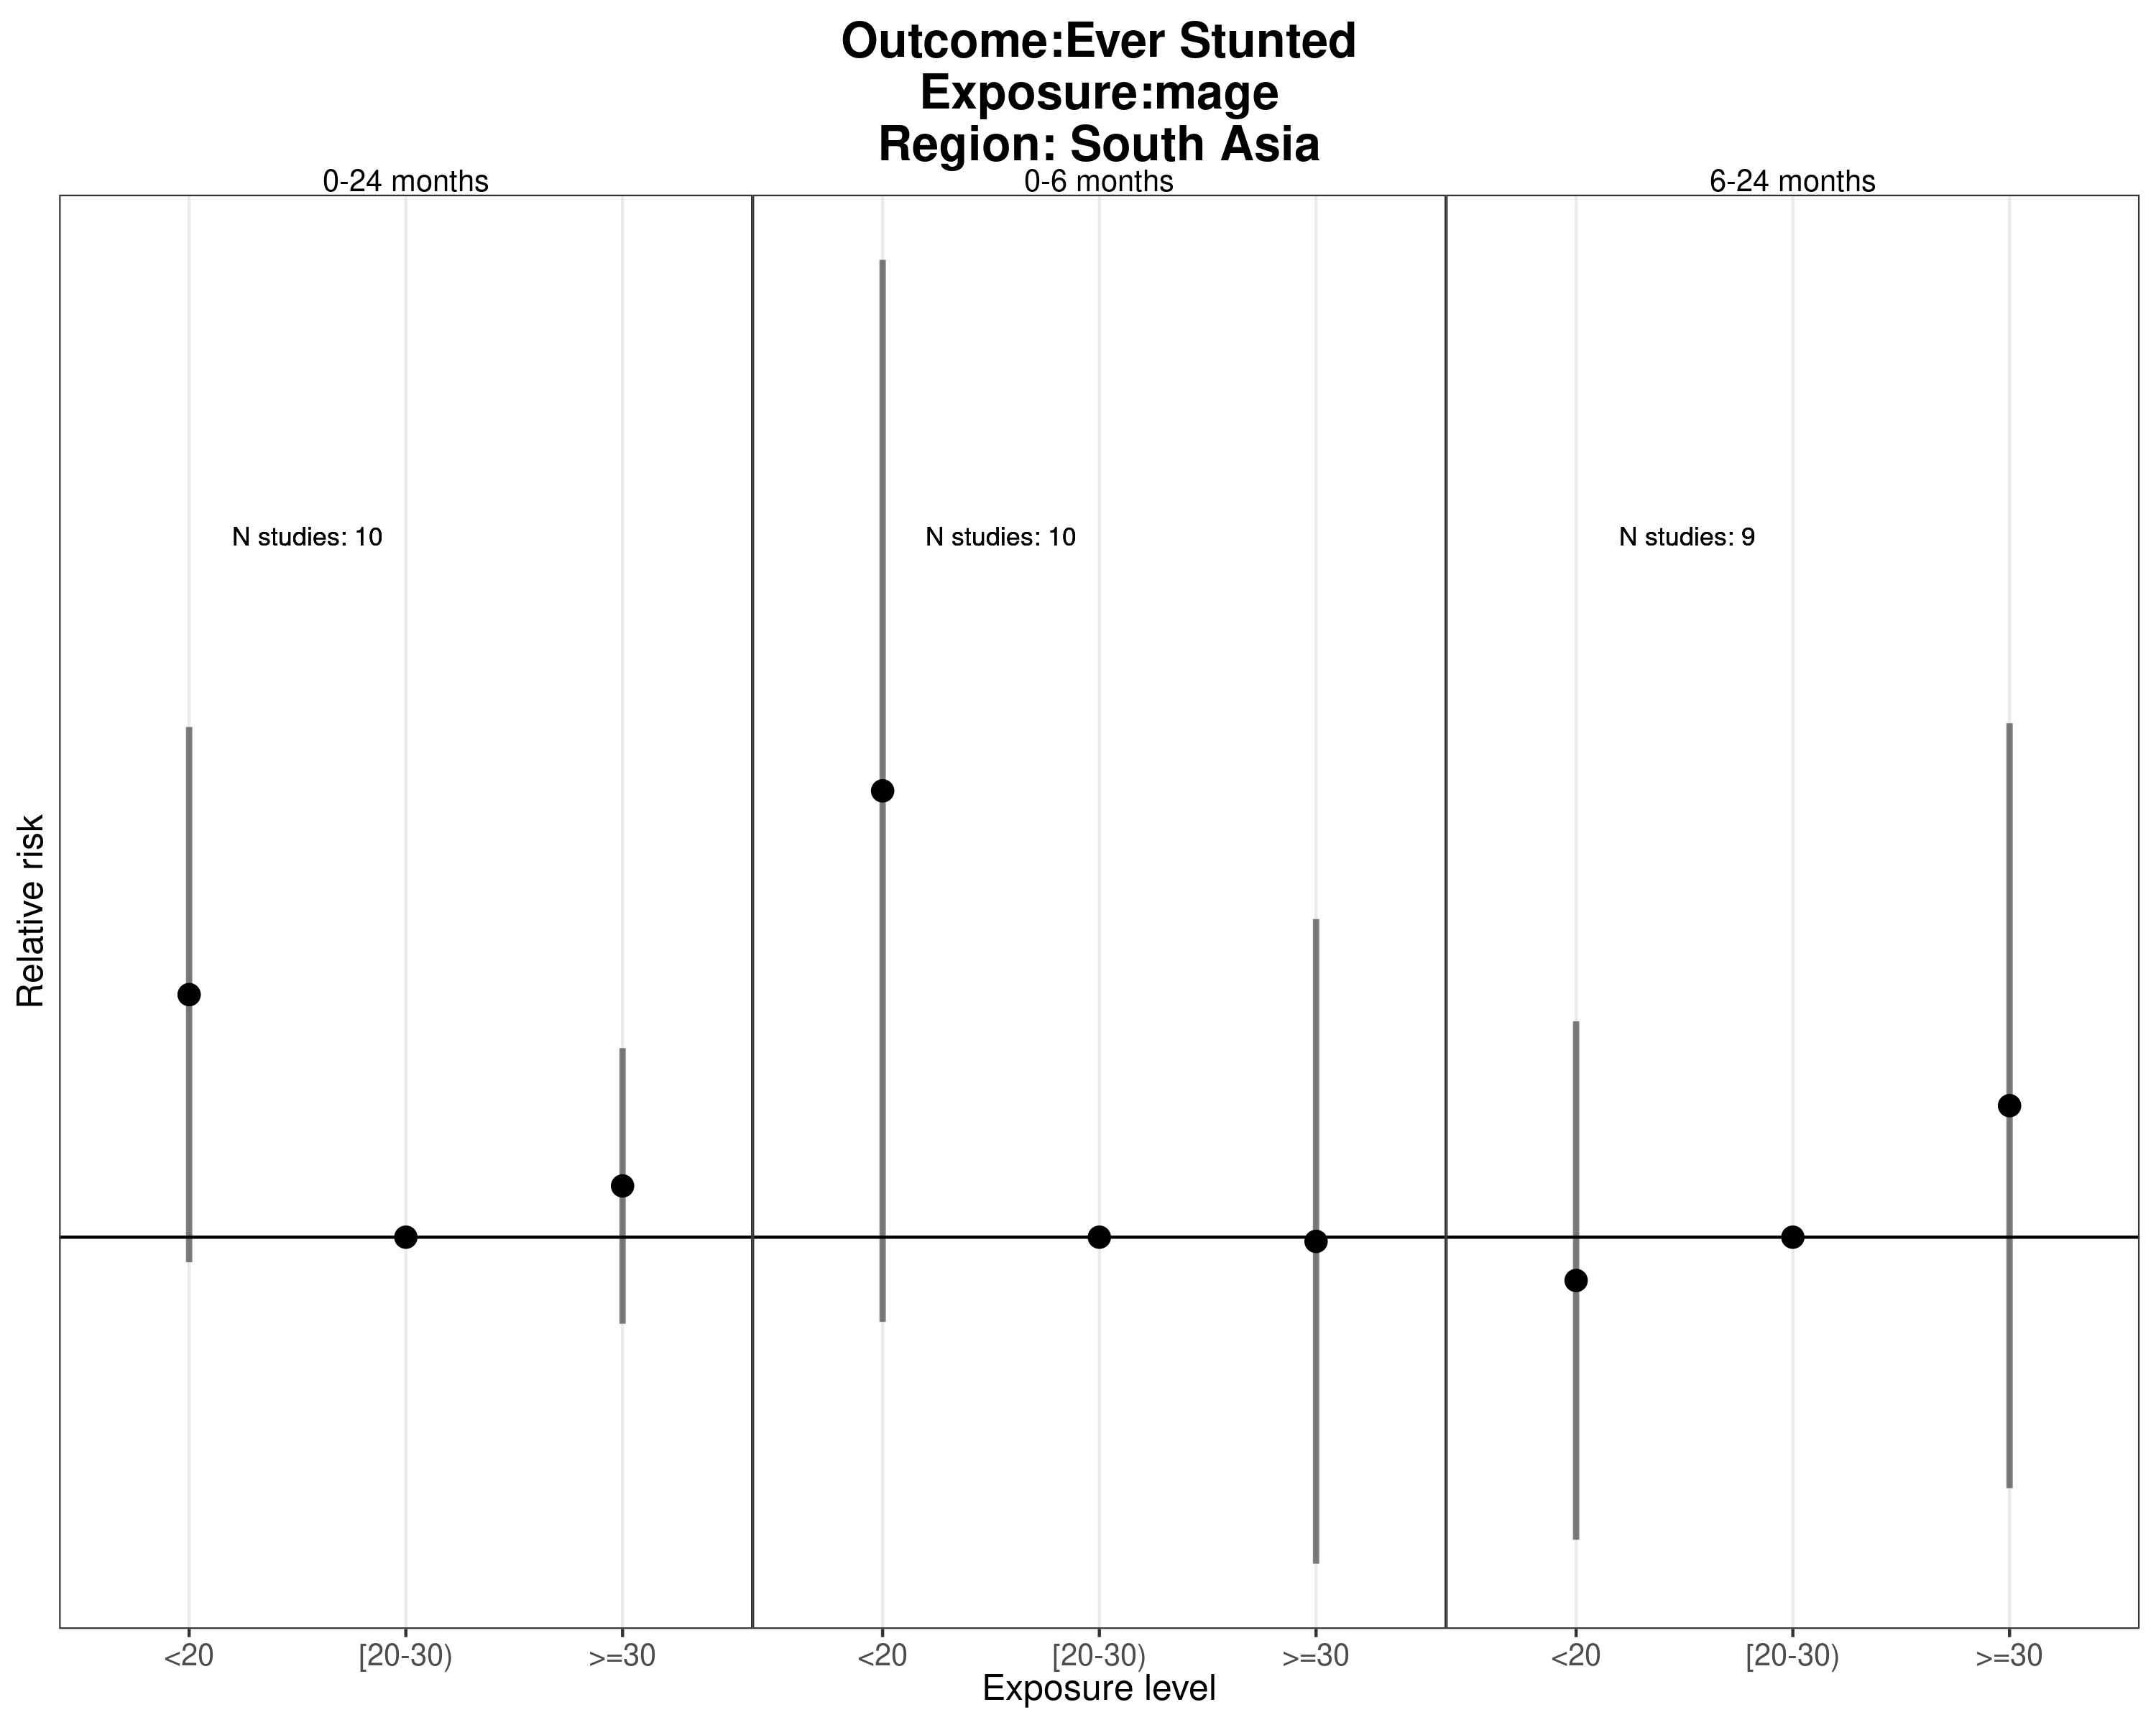 Outcome:Ever Stunted
Exposure:mage
Region: South Asia
0-24 months
0-6 months
6-24 months
N studies: 10
N studies: 10
N studies: 9
Relative risk
<20
[20-30)
>=30
<20
[20-30)
>=30
<20
[20-30)
>=30
Exposure level